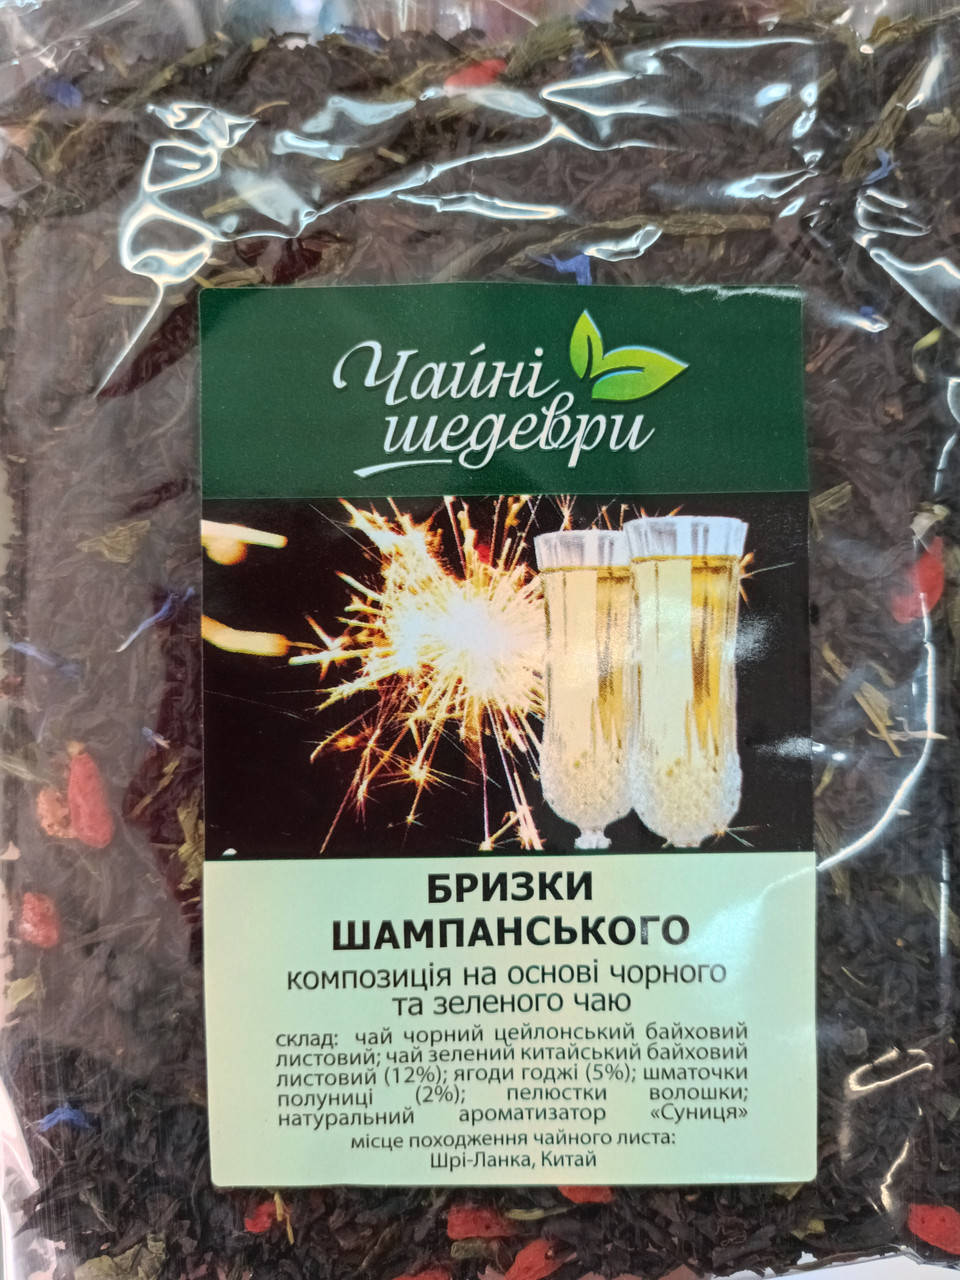 Чайні
шедеври
БРИЗКИ
ШАМПАНСЬКОГО
композиція на основі чорного
та зеленого чаю
склад: чай чорний цейлонський байховий
листовий; чай зелений китайський байховий
листовий (12%); ягоди годжі (5%); шматочки
полуниці (2%); пелюстки волошки;
натуральний ароматизатор «Суниця»
місце походження чайного листа:
Шрі-Ланка, Китай